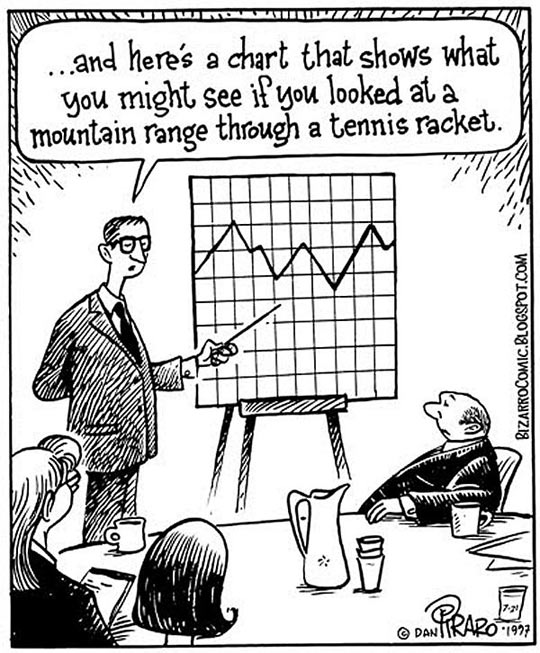 ...and here's a chart that shows what
you might see if you looked at a
mountain range through a tennis racket.
BIZARROCOMIC.BLOGSPOT.COM
7-21
© DAN PIRARO '1997